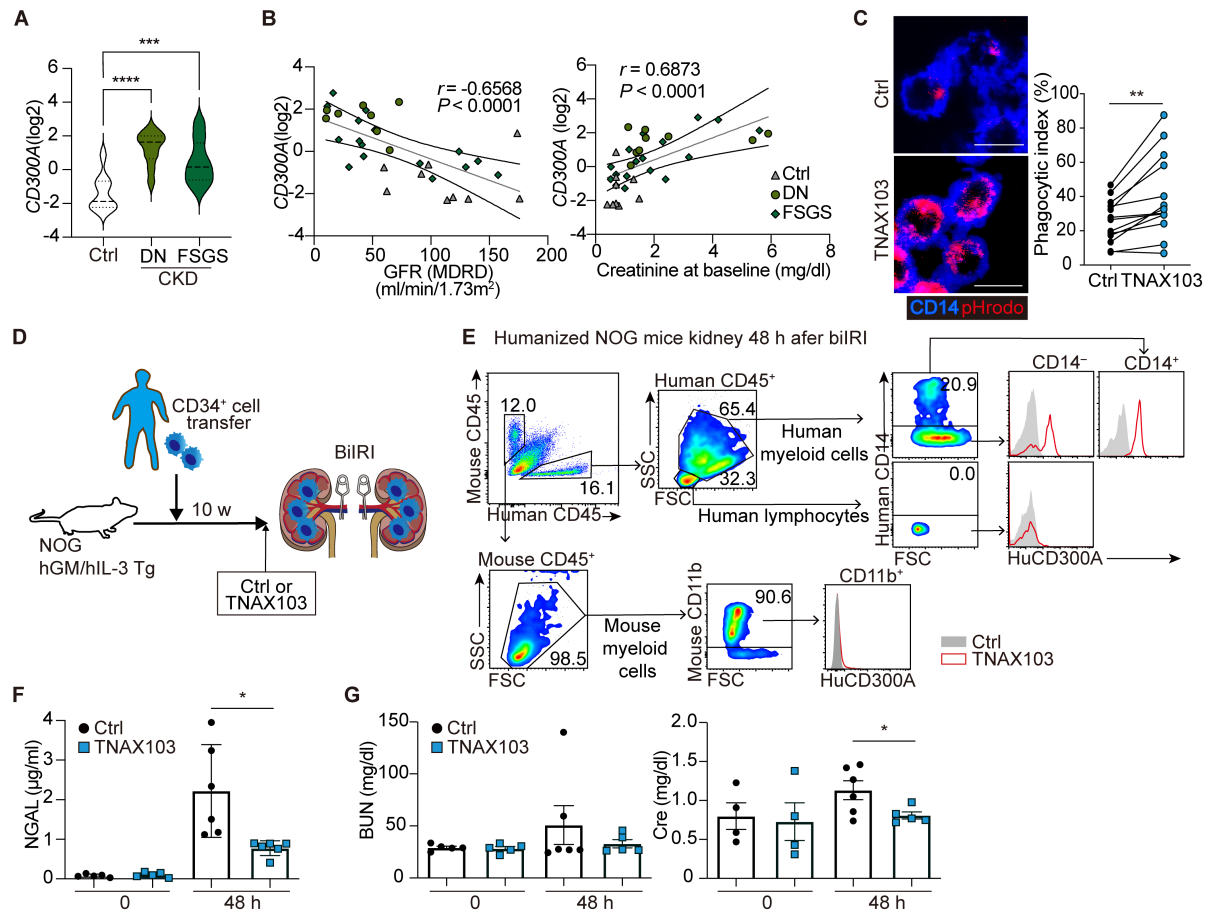 A
***
****
CD300A(log2)
4
2
0
-2
-4
Ctrl
DN FSGS
CKD
B
r = -0.6568
P < 0.0001
CD300A(log2)
4
2
0
-2
-4
0 50 100 150 200
GFR (MDRD)
(ml/min/1.73m²)
r = 0.6873
P < 0.0001
CD300A (log2)
6
4
2
0
-2
-4
0 2 4 6 8
Creatinine at baseline (mg/dl)
Ctrl
DN
FSGS
C
Ctrl
TNAX103
CD14 pHrodo
**
Phagocytic index (%)
100
80
60
40
20
0
Ctrl TNAX103
D
CD34⁺ cell
transfer
BilRI
10 w
NOG
hGM/hIL-3 Tg
Ctrl or
TNAX103
E Humanized NOG mice kidney 48 h afer bilRI
Mouse CD45
12.0
16.1
Human CD45
Human CD45⁺
65.4
32.3
SSC
FSC
Human
myeloid cells
Human lymphocytes
20.9
Human CD14
0.0
Human CD14
FSC
CD14⁻
CD14⁺
HuCD300A
Mouse CD45⁺
SSC
98.5
FSC
Mouse
myeloid
cells
Mouse CD11b
90.6
FSC
CD11b⁺
HuCD300A
Ctrl
TNAX103
F
Ctrl
TNAX103
*
NGAL (µg/ml)
4
3
2
1
0
0 48 h
G
Ctrl
TNAX103
BUN (mg/dl)
150
100
50
0
0 48 h
*
Cre (mg/dl)
2.0
1.5
1.0
0.5
0
0 48 h